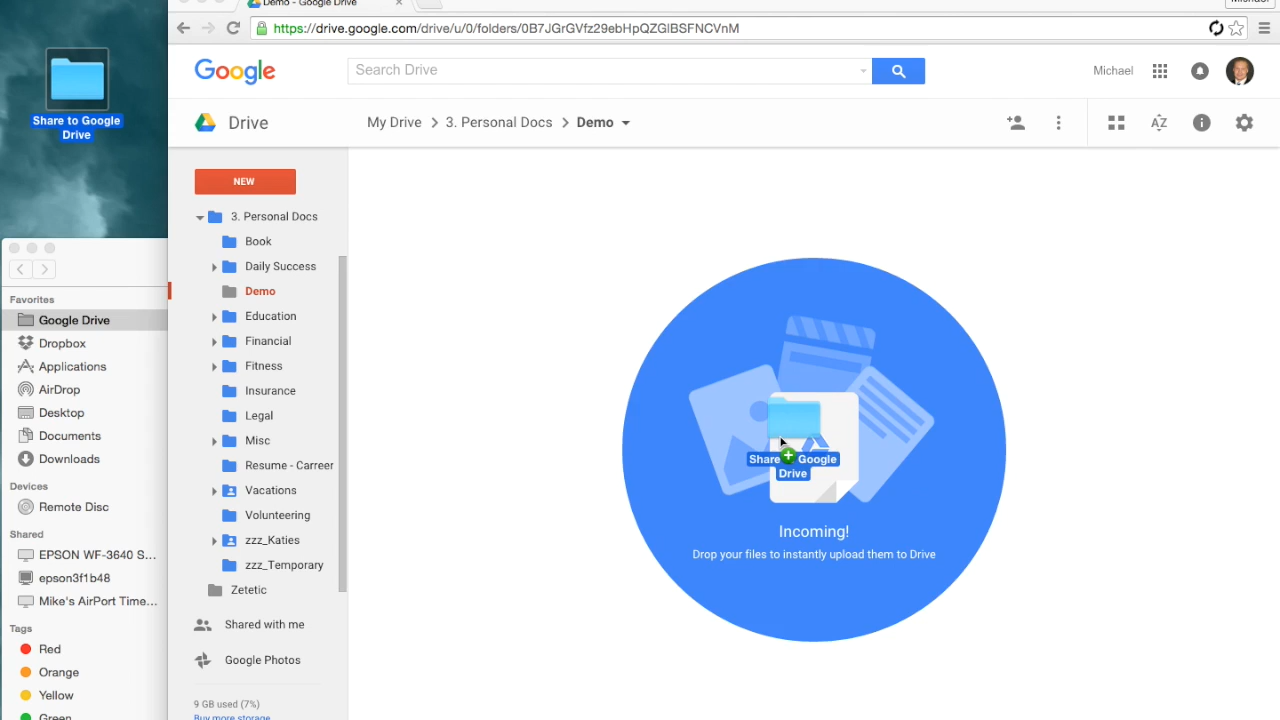 Share to Google
Drive
Favorites
Google Drive
Dropbox
Applications
AirDrop
Desktop
Documents
Downloads
Devices
Remote Disc
Shared
EPSON WF-3640 S...
epson3f1b48
Mike's AirPort Time...
Tags
Red
Orange
Yellow
Green
Demo - Google Drive
https://drive.google.com/drive/u/0/folders/0B7JGrGVfz29ebHpQZGlBSFNCVnM
Google
Search Drive
Michael
Drive
My Drive
3. Personal Docs
Demo
NEW
3. Personal Docs
Book
Daily Success
Demo
Education
Financial
Fitness
Insurance
Legal
Misc
Resume - Carreer
Vacations
Volunteering
zzz_Katies
zzz_Temporary
Zetetic
Shared with me
Google Photos
9 GB used (7%)
Buy more storage
Share Google
Drive
Incoming!
Drop your files to instantly upload them to Drive